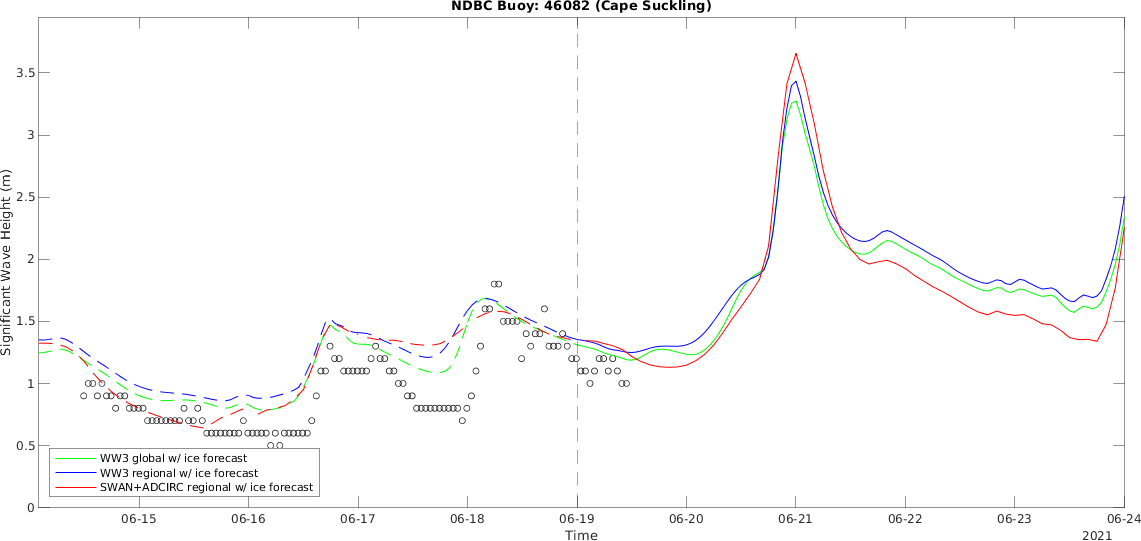 NDBC Buoy: 46082 (Cape Suckling)
Significant Wave Height (m)
3.5
3
2.5
2
1.5
1
0.5
0
WW3 global w/ ice forecast
WW3 regional w/ ice forecast
SWAN+ADCIRC regional w/ ice forecast
06-15 06-16 06-17 06-18 06-19 06-20 06-21 06-22 06-23 06-24
Time
2021